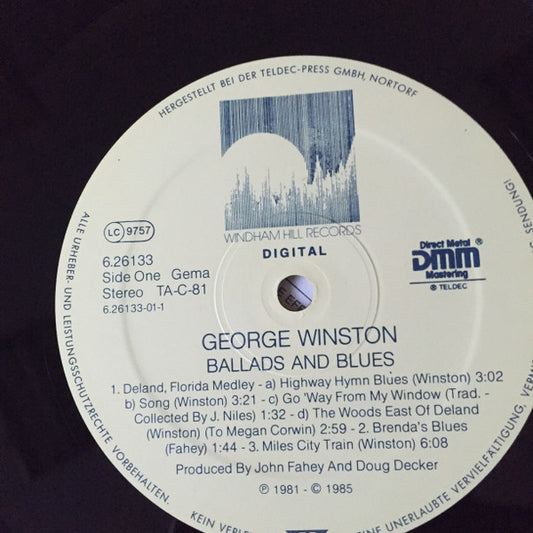 HERGESTELLT BEI DER TELDEC-PRESS GMBH, NORTORF
WINDHAM HILL RECORDS
DIGITAL
LC 9757
6.26133
Side One Gema
Stereo TA-C-81
6.26133-01-1
Direct Metal ®
DMM
Mastering
® TELDEC
GEORGE WINSTON
BALLADS AND BLUES
1. Deland, Florida Medley - a) Highway Hymn Blues (Winston) 3:02
b) Song (Winston) 3:21 - c) Go 'Way From My Window (Trad. -
Collected By J. Niles) 1:32 - d) The Woods East Of Deland
(Winston) (To Megan Corwin) 2:59 - 2. Brenda's Blues
(Fahey) 1:44 - 3. Miles City Train (Winston) 6:08
Produced By John Fahey And Doug Decker
℗ 1981 - © 1985
ALLE URHEBER- UND LEISTUNGSSCHUTZRECHTE VORBEHALTEN.
KEIN VERLE
EINE UNERLAUBTE VERVIELFÄLTIGUNG, VERM
SENDUNG!